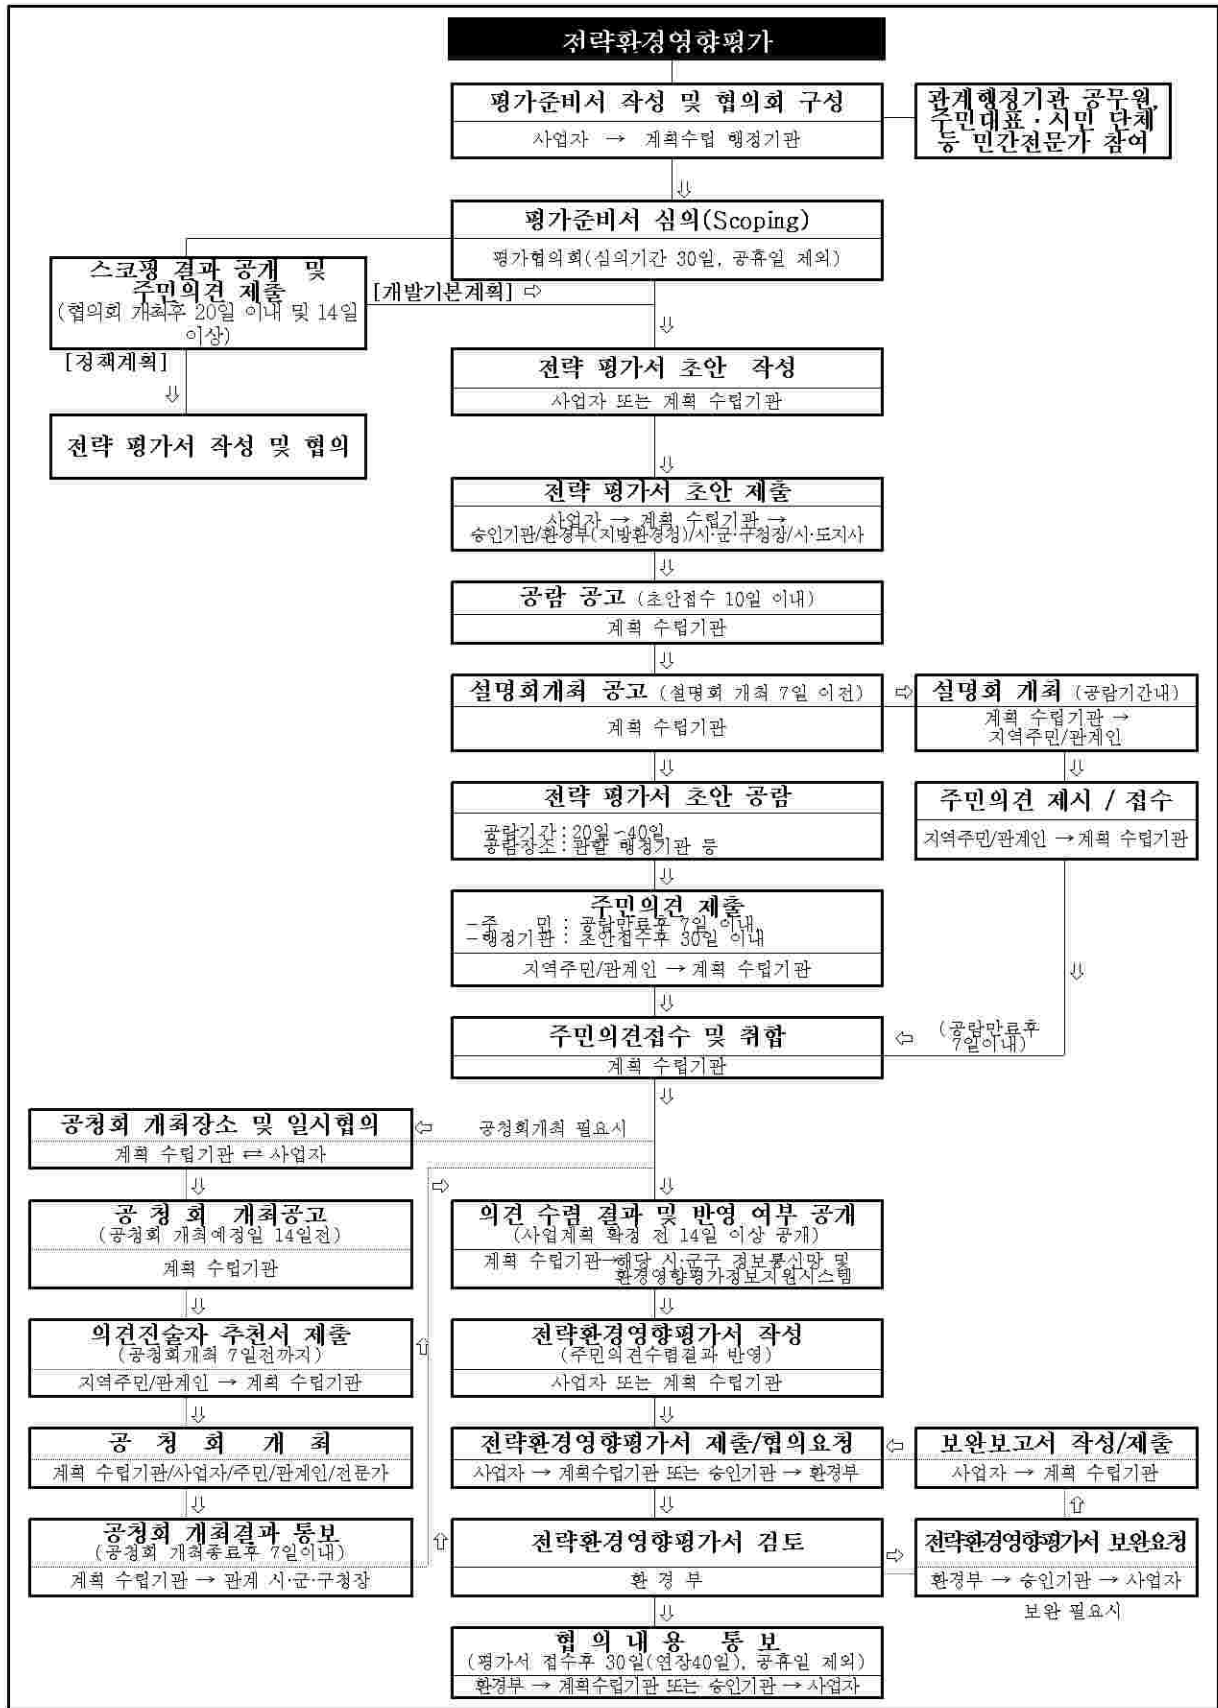 전략환경영향평가
평가준비서 작성 및 협의회 구성
사업자 → 계획수립 행정기관
관계행정기관 공무원,
주민대표·시민 단체
등 민간전문가 참여
⇩
평가준비서 심의(Scoping)
평가협의회(심의기간 30일, 공휴일 제외)
스코핑 결과 공개 및
주민의견 제출
(협의회 개최후 20일 이내 및 14일
이상)
[개발기본계획] ⇨
⇩
[정책계획]
⇩
전략 평가서 작성 및 협의
전략 평가서 초안 작성
사업자 또는 계획 수립기관
⇩
전략 평가서 초안 제출
사업자 → 계획 수립기관 →
승인기관/환경부(지방환경청)/시·군·구청장/시·도지사
⇩
공람 공고 (초안접수 10일 이내)
계획 수립기관
⇩
설명회개최 공고 (설명회 개최 7일 이전)
계획 수립기관
⇨
설명회 개최 (공람기간내)
계획 수립기관 →
지역주민/관계인
⇩
주민의견 제시 / 접수
지역주민/관계인 → 계획 수립기관
⇩
전략 평가서 초안 공람
공람기간 : 20일~40일
공람장소 : 관할 행정기관 등
⇩
주민의견 제출
-주 민 : 공람만료후 7일 이내,
-행정기관 : 초안접수후 30일 이내
지역주민/관계인 → 계획 수립기관
⇩
⇩
주민의견접수 및 취합
계획 수립기관
⇦ (공람만료후
7일이내)
⇩
공청회개최 필요시
⇦
공청회 개최장소 및 일시협의
계획 수립기관 ⇄ 사업자
⇩
공 청 회 개최공고
(공청회 개최예정일 14일전)
계획 수립기관
⇩
의견진술자 추천서 제출
(공청회개최 7일전까지)
지역주민/관계인 → 계획 수립기관
⇩
공 청 회 개 최
계획 수립기관/사업자/주민/관계인/전문가
⇩
공청회 개최결과 통보
(공청회 개최종료후 7일이내)
계획 수립기관 → 관계 시·군·구청장
⇧
⇧
⇨
⇩
의견 수렴 결과 및 반영 여부 공개
(사업계획 확정 전 14일 이상 공개)
계획 수립기관→해당 시·군구 정보통신망 및
환경영향평가정보지원시스템
⇩
전략환경영향평가서 작성
(주민의견수렴결과 반영)
사업자 또는 계획 수립기관
⇩
전략환경영향평가서 제출/협의요청
사업자 → 계획수립기관 또는 승인기관 → 환경부
⇦
보완보고서 작성/제출
사업자 → 계획 수립기관
⇩
⇧
전략환경영향평가서 검토
환 경 부
⇨
전략환경영향평가서 보완요청
환경부 → 승인기관 → 사업자
보완 필요시
⇩
협 의 내 용 통 보
(평가서 접수후 30일(연장40일), 공휴일 제외)
환경부 → 계획수립기관 또는 승인기관 → 사업자